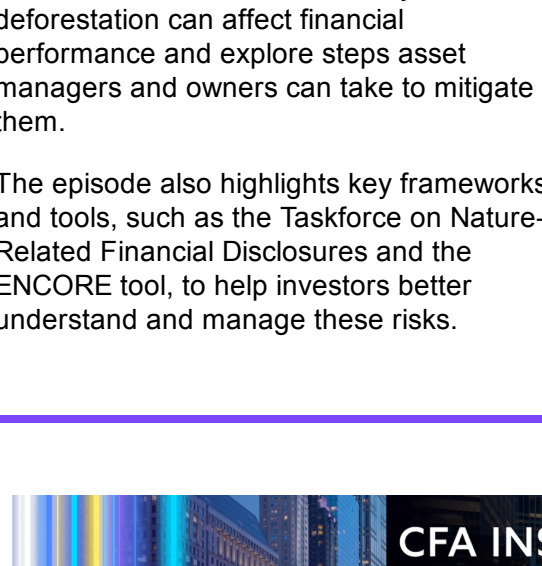 deforestation can affect financial
performance and explore steps asset
managers and owners can take to mitigate
them.
The episode also highlights key frameworks
and tools, such as the Taskforce on Nature-
Related Financial Disclosures and the
ENCORE tool, to help investors better
understand and manage these risks.
CFA INS